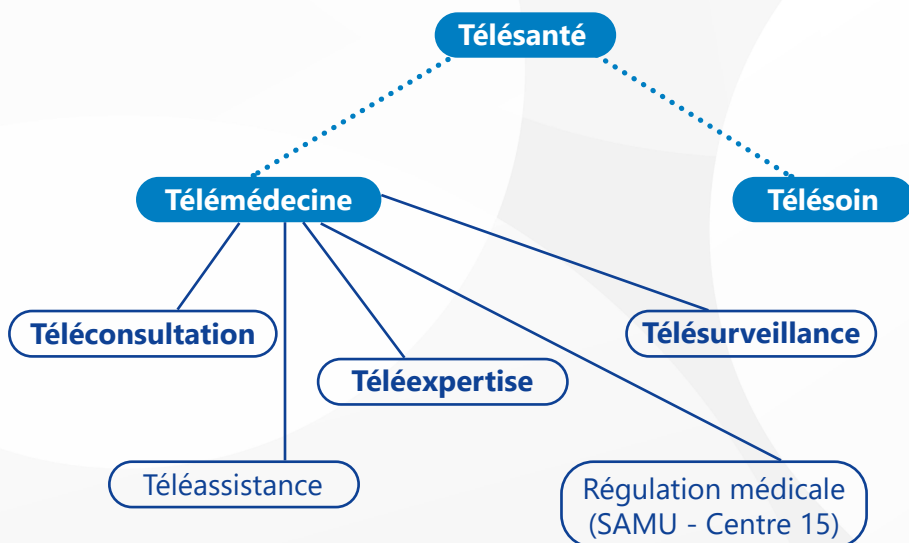 Télésanté
Télémédecine
Télésoin
Téléconsultation
Télésurveillance
Téléexpertise
Téléassistance
Régulation médicale
(SAMU - Centre 15)